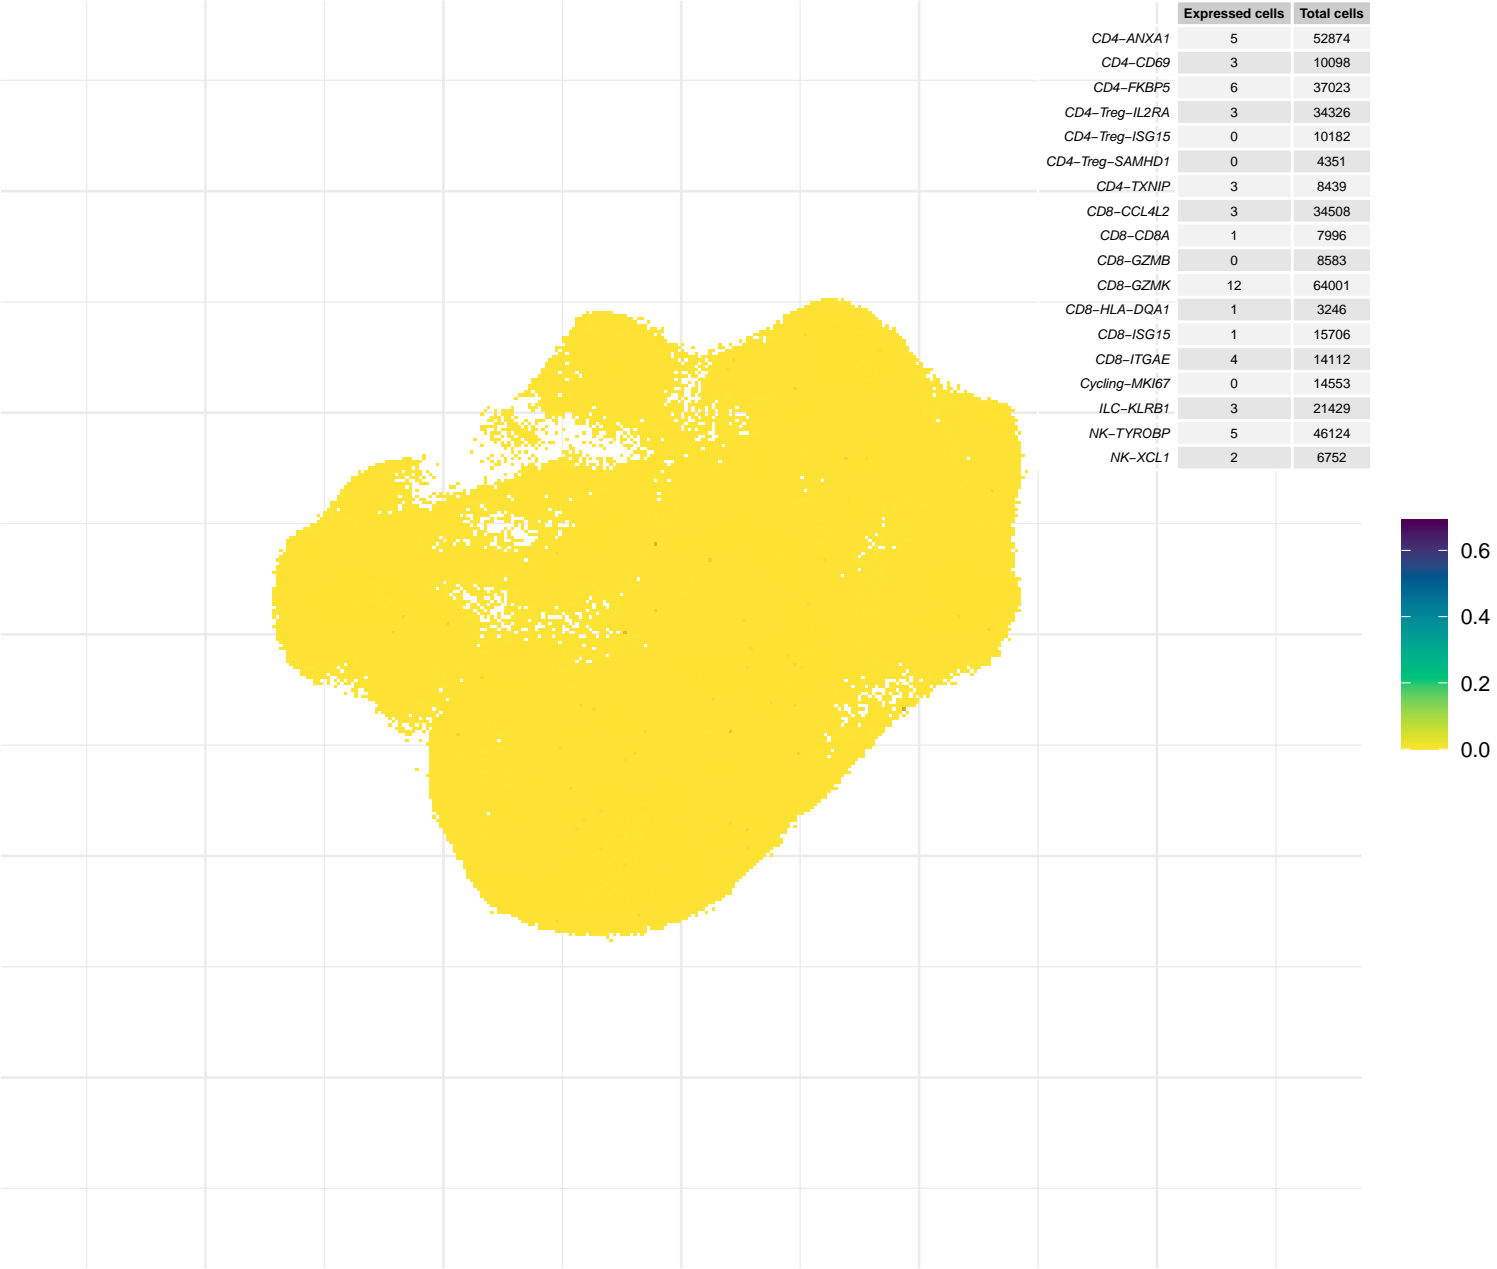 Expressed cells Total cells
CD4−ANXA1 5 52874
CD4−CD69 3 10098
CD4−FKBP5 6 37023
CD4−Treg−IL2RA 3 34326
CD4−Treg−ISG15 0 10182
CD4−Treg−SAMHD1 0 4351
CD4−TXNIP 3 8439
CD8−CCL4L2 3 34508
CD8−CD8A 1 7996
CD8−GZMB 0 8583
CD8−GZMK 12 64001
CD8−HLA−DQA1 1 3246
CD8−ISG15 1 15706
CD8−ITGAE 4 14112
Cycling−MKI67 0 14553
ILC−KLRB1 3 21429
NK−TYROBP 5 46124
NK−XCL1 2 6752
0.6
0.4
0.2
0.0